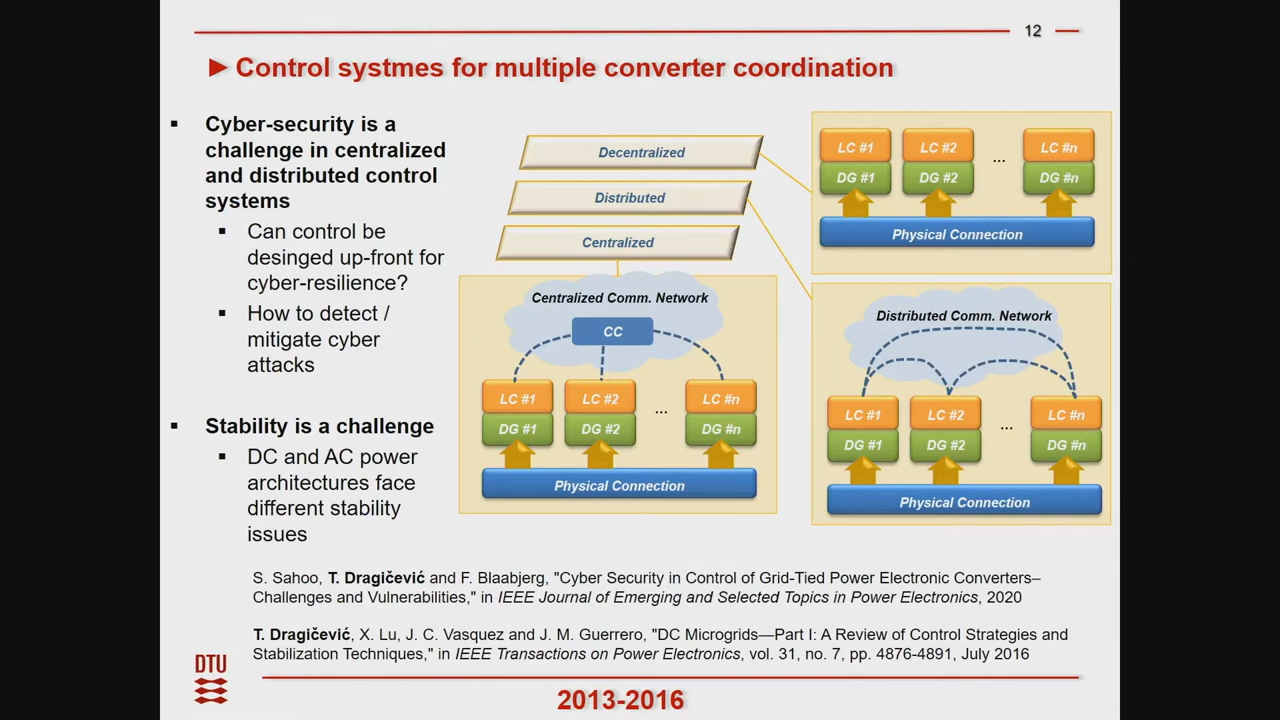 12
► Control systmes for multiple converter coordination
▪ Cyber-security is a
challenge in centralized
and distributed control
systems
▪ Can control be
desinged up-front for
cyber-resilience?
▪ How to detect /
mitigate cyber
attacks
▪ Stability is a challenge
▪ DC and AC power
architectures face
different stability
issues
Decentralized
Distributed
Centralized
Centralized Comm. Network
CC
LC #1 LC #2 LC #n
DG #1 DG #2 ... DG #n
Physical Connection
LC #1 LC #2 LC #n
DG #1 DG #2 ... DG #n
Physical Connection
Distributed Comm. Network
LC #1 LC #2 LC #n
DG #1 DG #2 ... DG #n
Physical Connection
S. Sahoo, T. Dragičević and F. Blaabjerg, "Cyber Security in Control of Grid-Tied Power Electronic Converters–
Challenges and Vulnerabilities," in IEEE Journal of Emerging and Selected Topics in Power Electronics, 2020
T. Dragičević, X. Lu, J. C. Vasquez and J. M. Guerrero, "DC Microgrids—Part I: A Review of Control Strategies and
Stabilization Techniques," in IEEE Transactions on Power Electronics, vol. 31, no. 7, pp. 4876-4891, July 2016
DTU
2013-2016